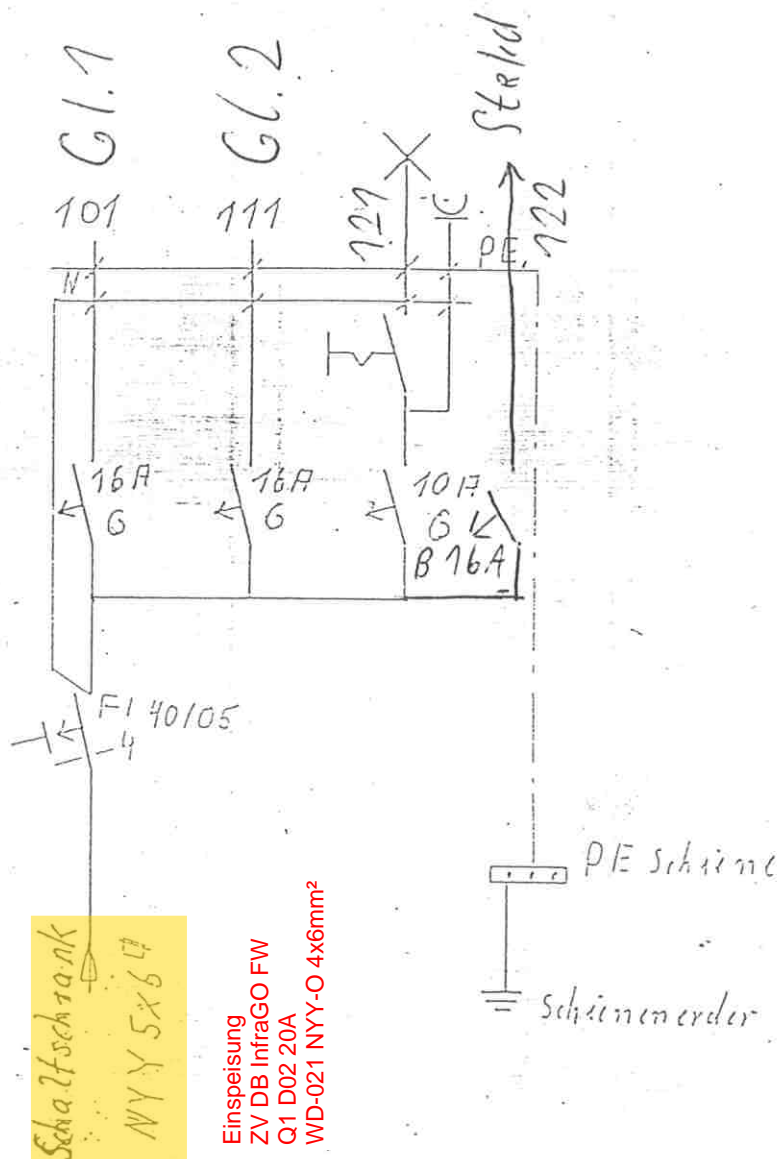 Gl. 1
Gl. 2
Strkd
101
111
121
PE
122
N
16A
G
16A
G
10A
G
B 16A
FI 40/05
4
PE Schiene
Schienenerder
Schaltschrank
NYY 5x6
Einspeisung
ZV DB InfraGO FW
Q1 D02 20A
WD-021 NYY-O 4x6mm²